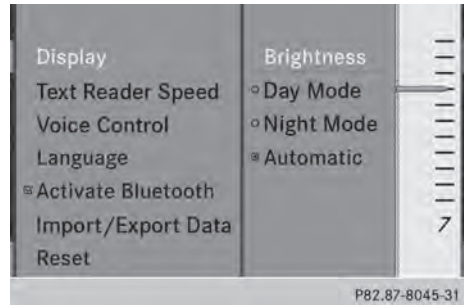 Display
Text Reader Speed
Voice Control
Language
Activate Bluetooth
Import/Export Data
Reset
Brightness
Day Mode
Night Mode
Automatic
7
P82.87-8045-31